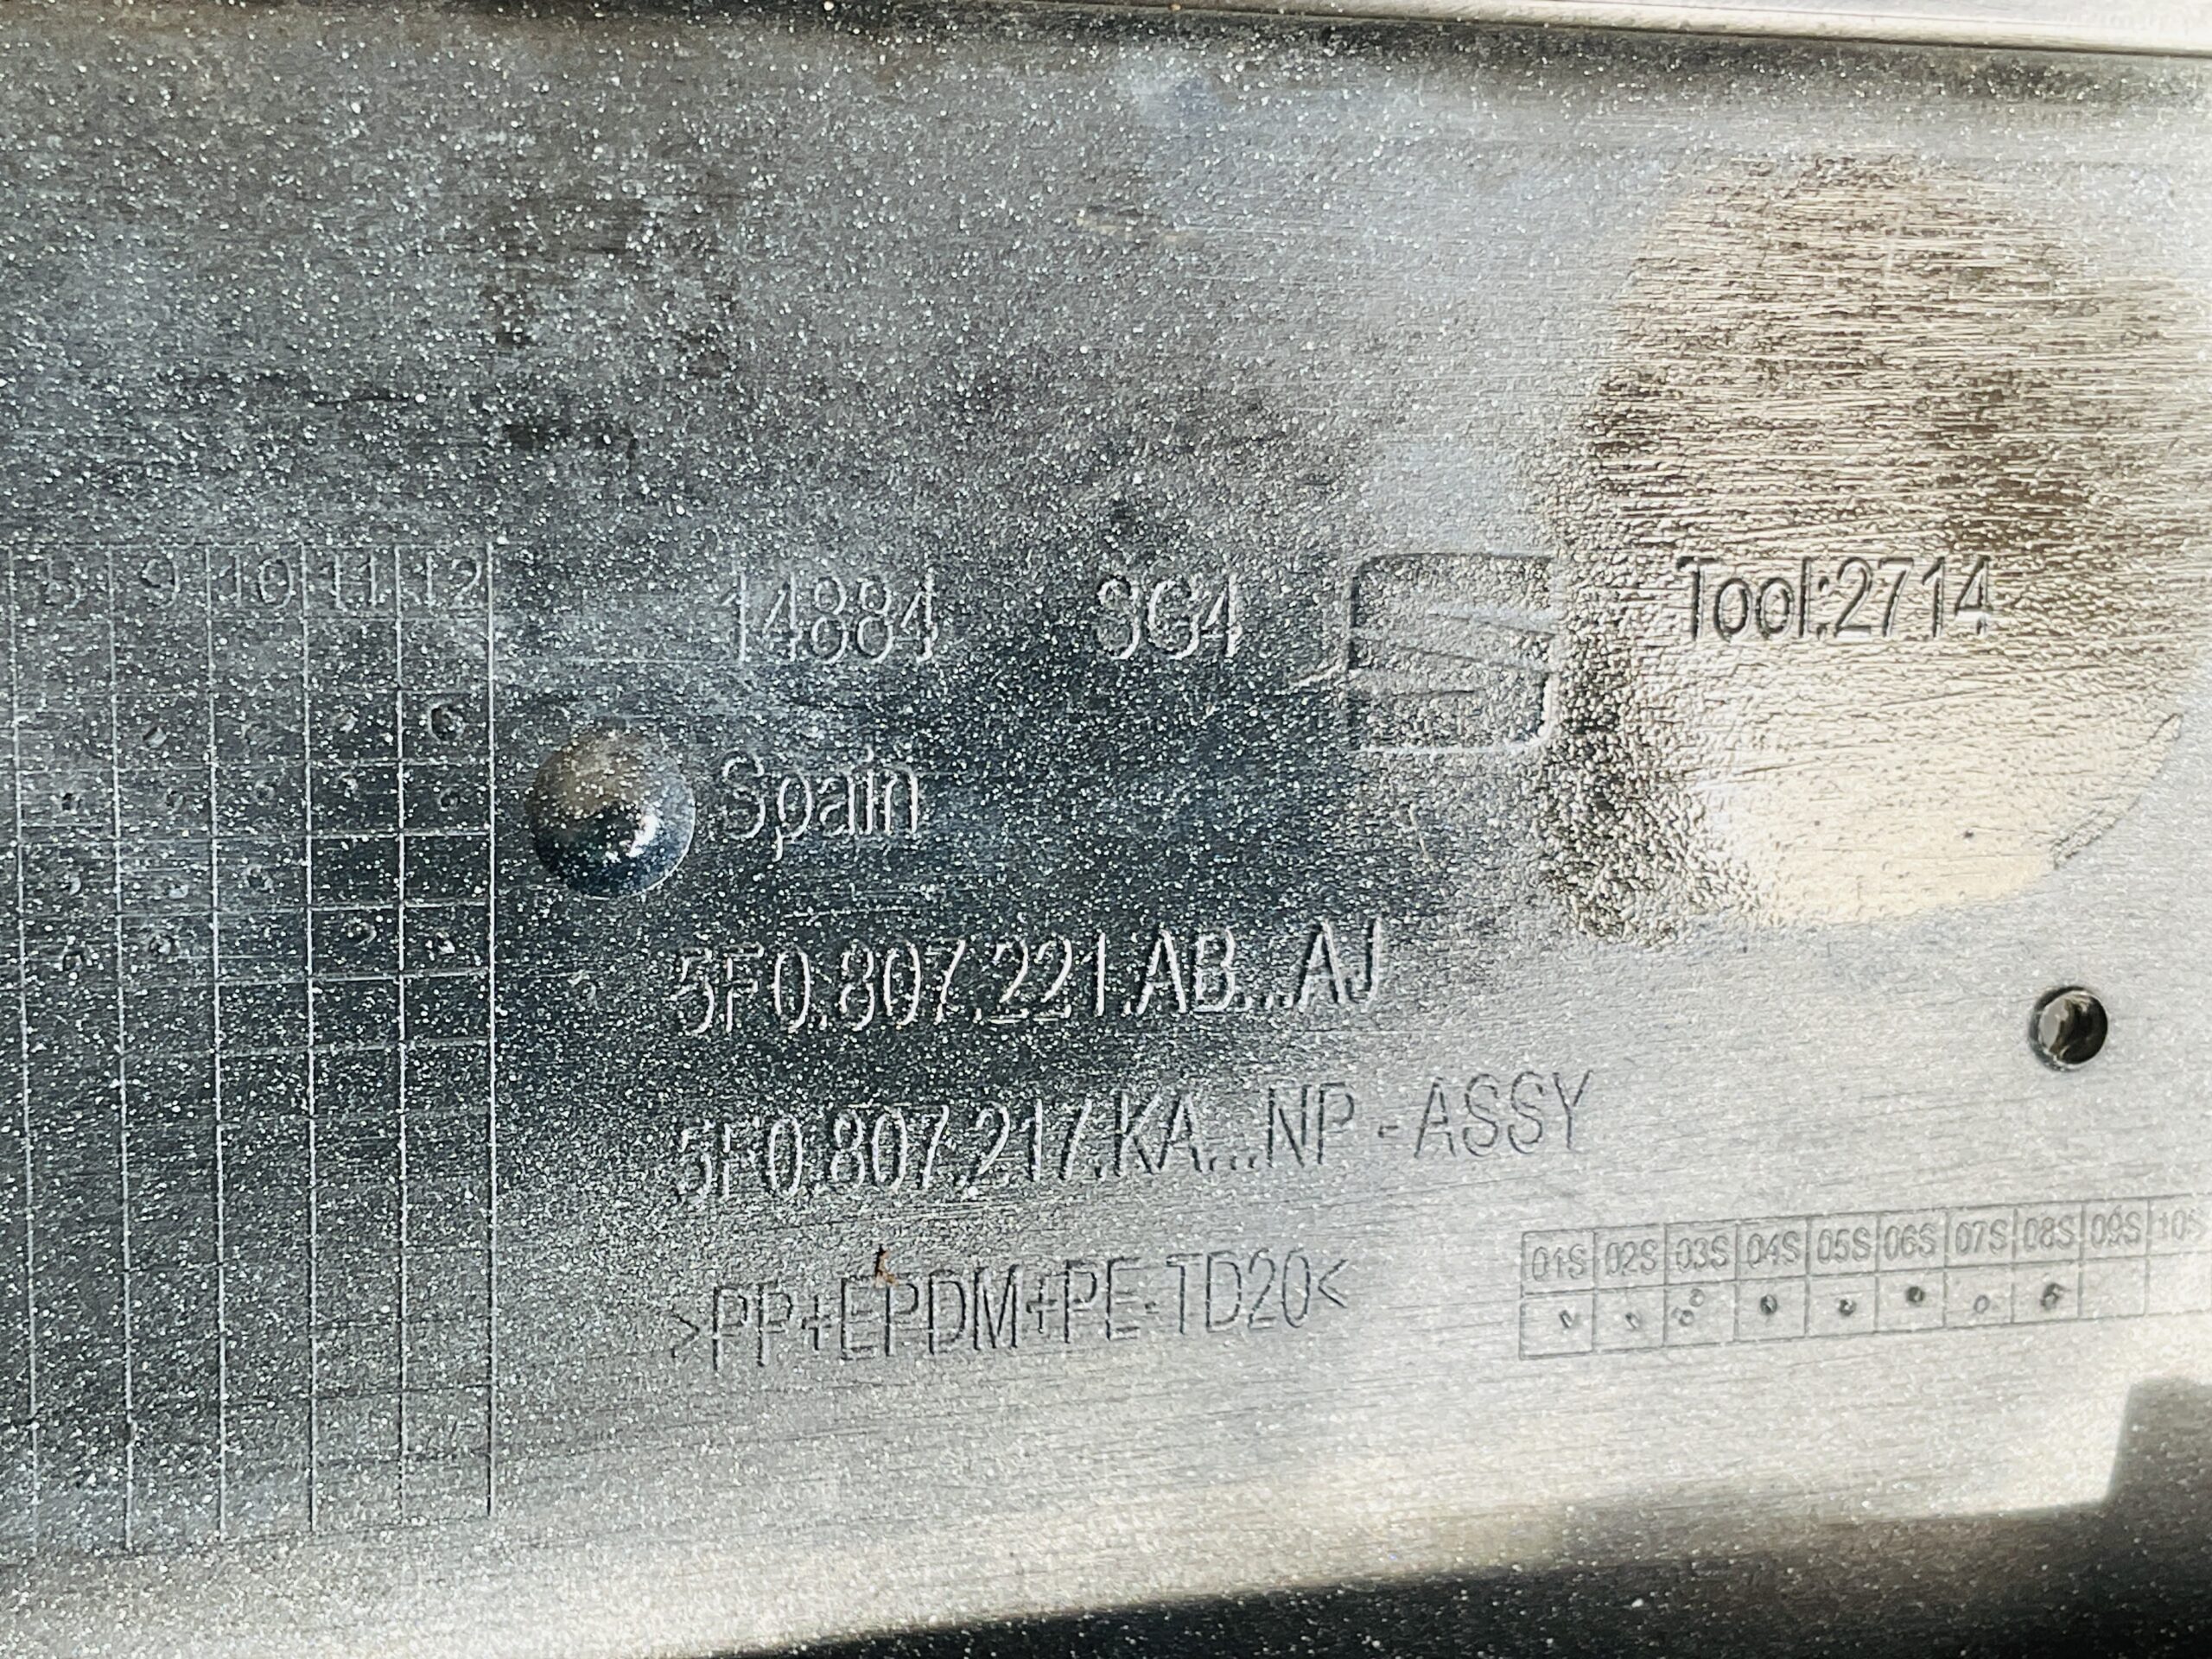 8 9 10 11 12
14884 SG4 Tool:2714
Spain
5F0.807.221.AB...AJ
5F0.807.217.KA...NP - ASSY
>PP+EPDM+PE-TD20<
01S 02S 03S 04S 05S 06S 07S 08S 09S 10S